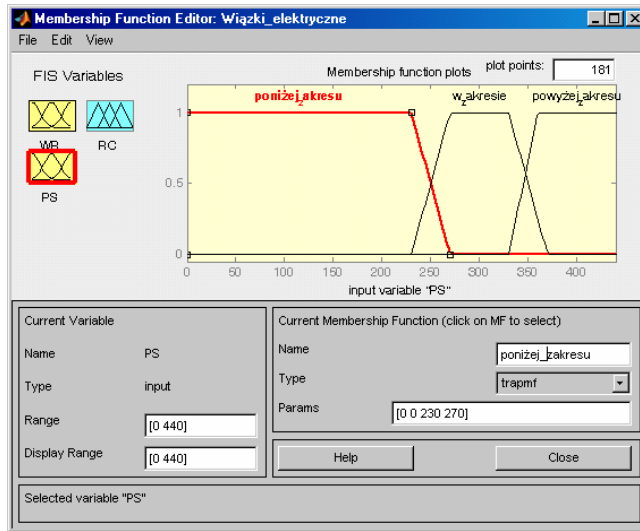 Membership Function Editor: Wiązki_elektryczne
File Edit View
FIS Variables
Membership function plots plot points: 181
WR RC
PS
poniżej_zakresu w_zakresie powyżej_zakresu
1
0.5
0
0 50 100 150 200 250 300 350 400
input variable "PS"
Current Variable
Name PS
Type input
Range [0 440]
Display Range [0 440]
Current Membership Function (click on MF to select)
Name poniżej_zakresu
Type trapmf
Params [0 0 230 270]
Help Close
Selected variable "PS"